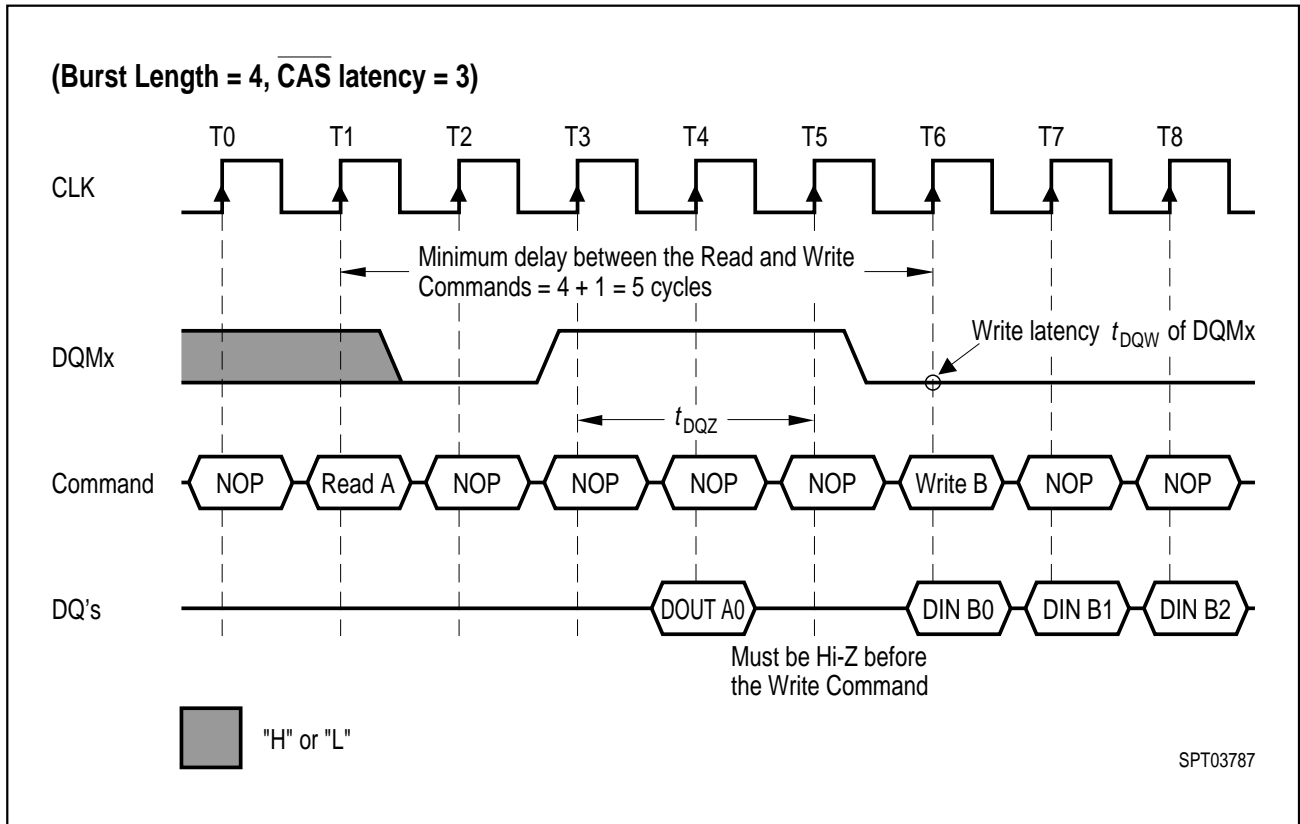 (Burst Length = 4, CAS latency = 3)
T0 T1 T2 T3 T4 T5 T6 T7 T8
CLK
Minimum delay between the Read and Write
Commands = 4 + 1 = 5 cycles
Write latency tDQW of DQMx
DQMx
tDQZ
Command NOP Read A NOP NOP NOP NOP Write B NOP NOP
DQ's DOUT A0 DIN B0 DIN B1 DIN B2
Must be Hi-Z before
the Write Command
"H" or "L"
SPT03787